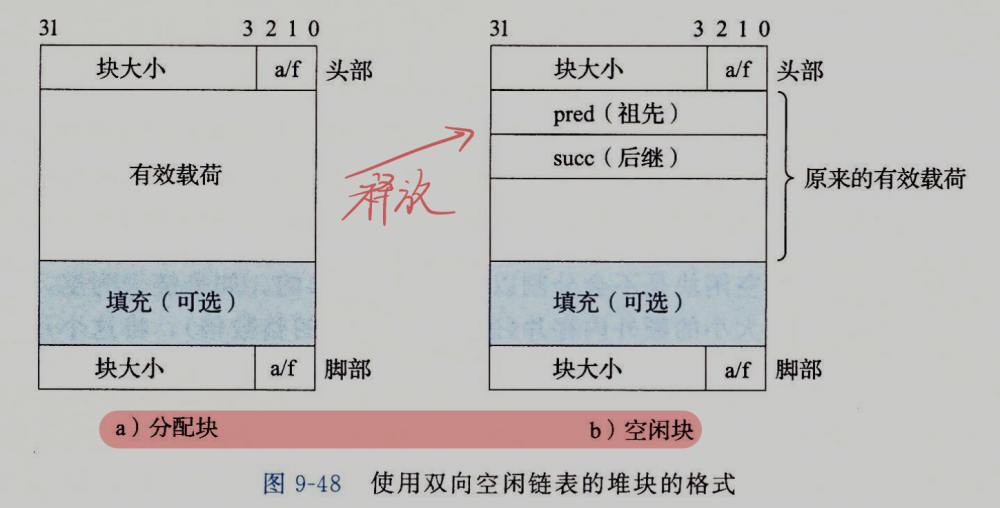 31 3 2 1 0
块大小 a/f 头部
有效载荷
填充（可选）
块大小 a/f 脚部
a）分配块
释放
31 3 2 1 0
块大小 a/f 头部
pred（祖先）
succ（后继）
原来的有效载荷
填充（可选）
块大小 a/f 脚部
b）空闲块
图 9-48 使用双向空闲链表的堆块的格式